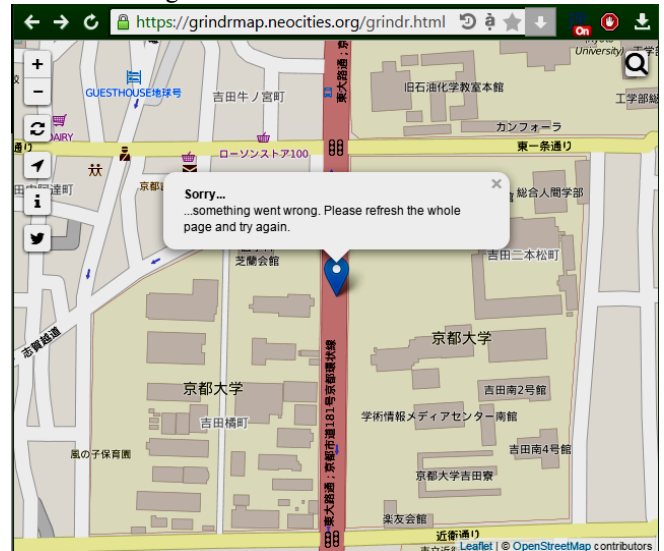 https://grindrmap.neocities.org/grindr.html
On
University)
+
GUESTHOUSE地球号
吉田牛ノ宮町
旧石油化学教室本館
−
カンフォーラ
DAIRY
ローソンストア100
東一条通り
Sorry...
...something went wrong. Please refresh the whole
page and try again.
×
総合人間学部
i
芝蘭会館
吉田二本松町
志賀越道
京都大学
京都大学
吉田橘町
吉田南2号館
学術情報メディアセンター南館
東大路通 ; 京都市道181号京都環状線
風の子保育園
吉田南4号館
京都大学吉田寮
楽友会館
近衛通り
Leaflet | © OpenStreetMap contributors